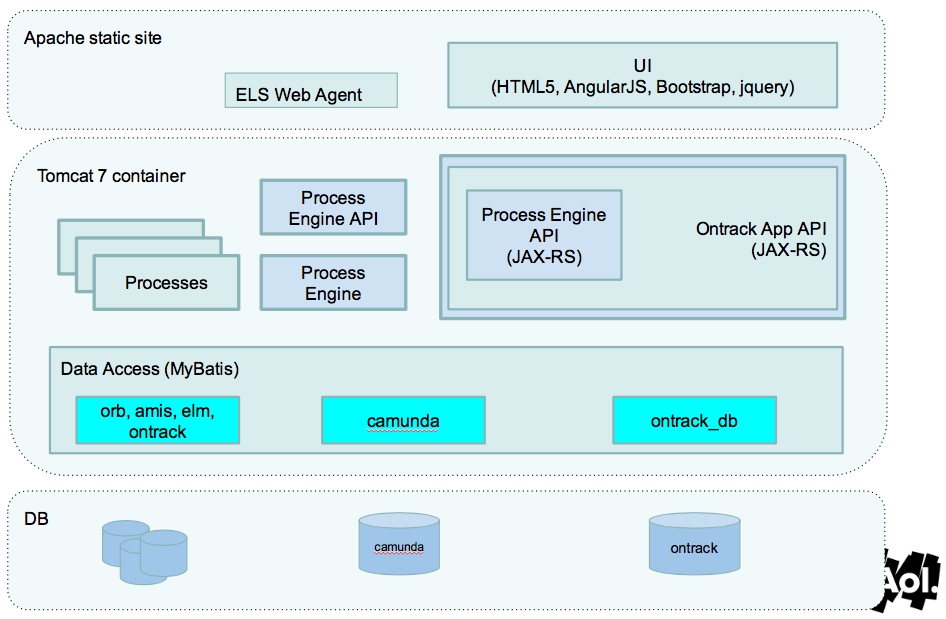 Apache static site
ELS Web Agent
UI
(HTML5, AngularJS, Bootstrap, jquery)
Tomcat 7 container
Processes
Process
Engine API
Process
Engine
Process Engine
API
(JAX-RS)
Ontrack App API
(JAX-RS)
Data Access (MyBatis)
orb, amis, elm,
ontrack
camunda
ontrack_db
DB
camunda
ontrack
Aol.